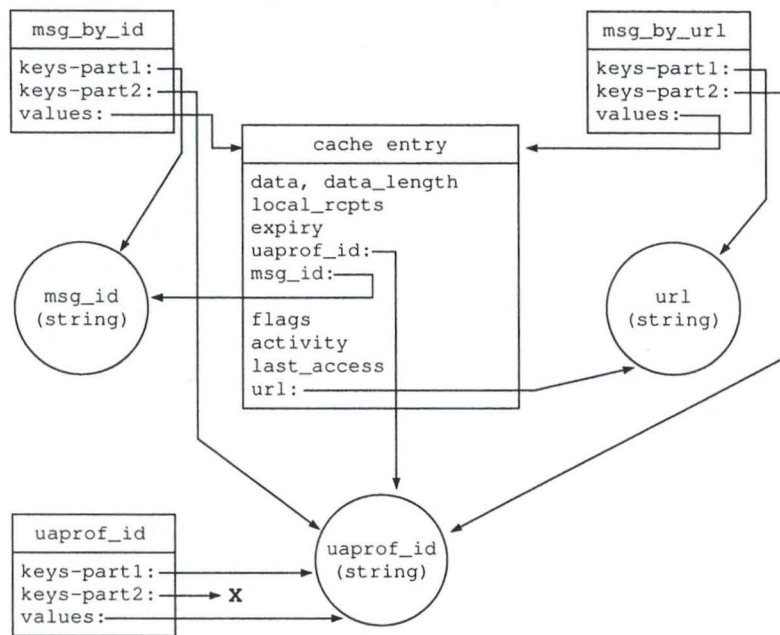 msg_by_id
keys-part1:
keys-part2:
values:
msg_by_url
keys-part1:
keys-part2:
values:
cache entry
data, data_length
local_rcpts
expiry
uaprof_id:
msg_id:
flags
activity
last_access
url:
msg_id
(string)
url
(string)
uaprof_id
keys-part1:
keys-part2: X
values:
uaprof_id
(string)